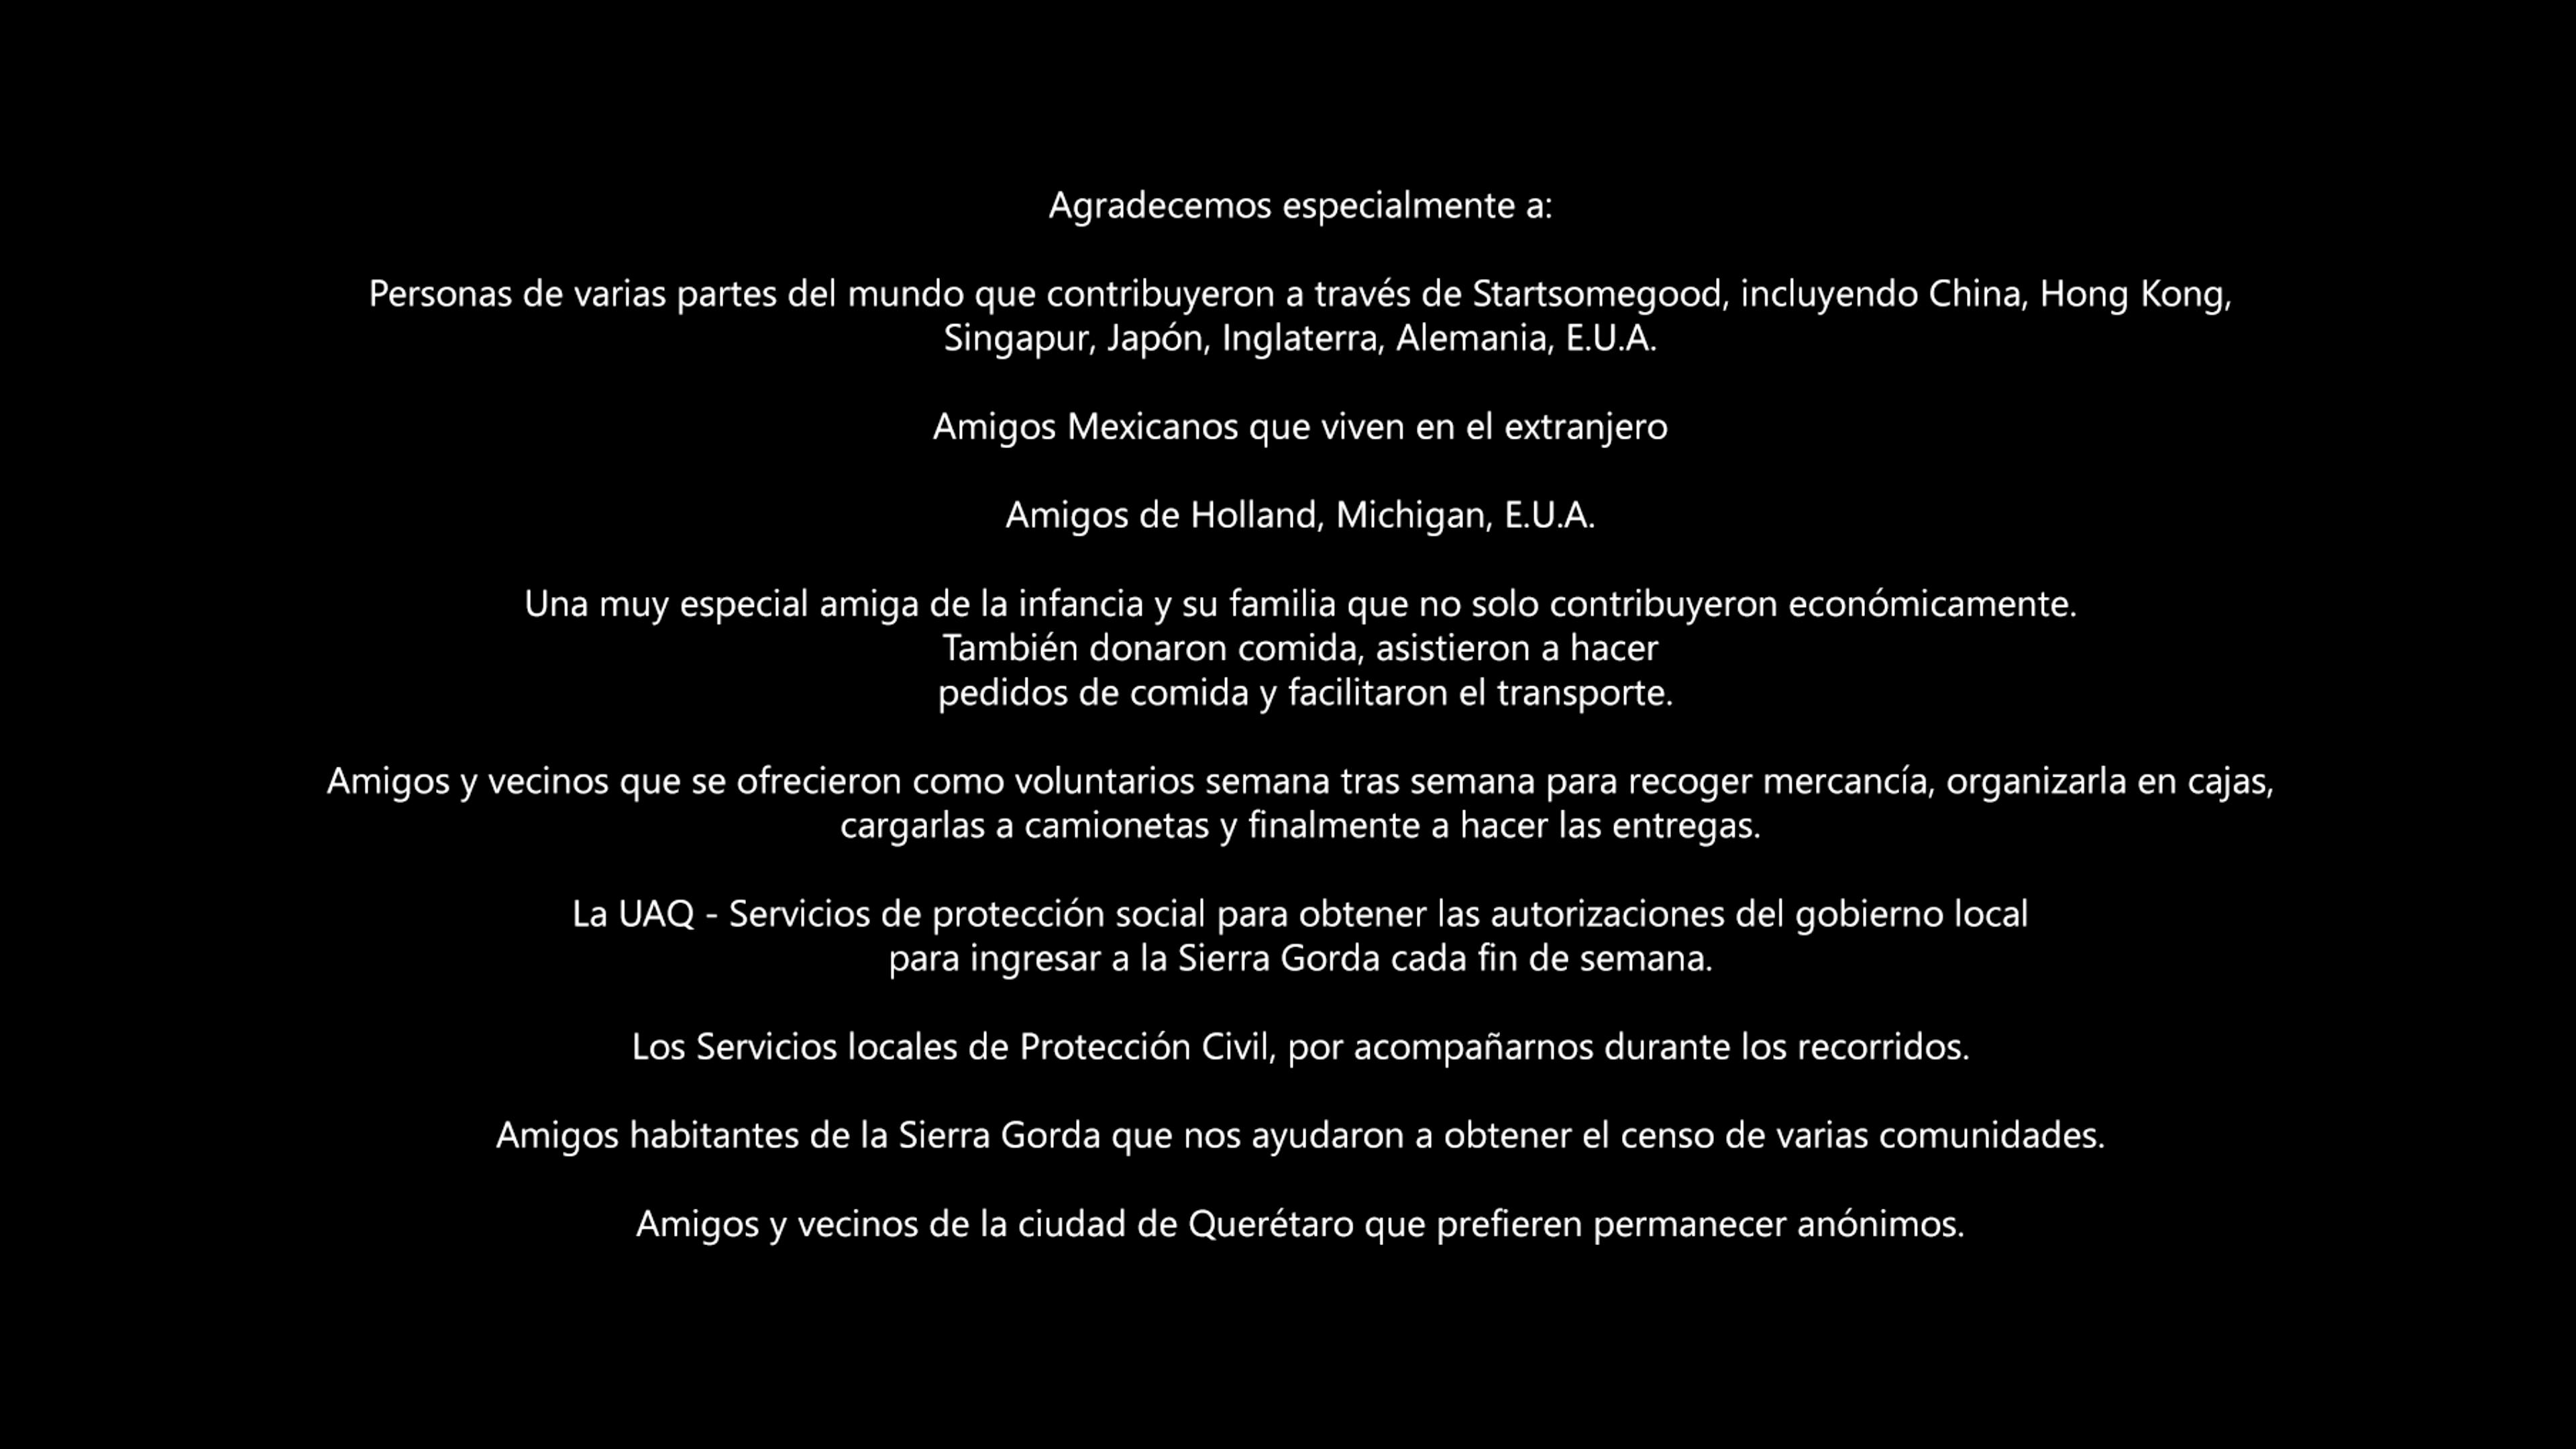 Agradecemos especialmente a:
Personas de varias partes del mundo que contribuyeron a través de Startsomegood, incluyendo China, Hong Kong,
Singapur, Japón, Inglaterra, Alemania, E.U.A.
Amigos Mexicanos que viven en el extranjero
Amigos de Holland, Michigan, E.U.A.
Una muy especial amiga de la infancia y su familia que no solo contribuyeron económicamente.
También donaron comida, asistieron a hacer
pedidos de comida y facilitaron el transporte.
Amigos y vecinos que se ofrecieron como voluntarios semana tras semana para recoger mercancía, organizarla en cajas,
cargarlas a camionetas y finalmente a hacer las entregas.
La UAQ - Servicios de protección social para obtener las autorizaciones del gobierno local
para ingresar a la Sierra Gorda cada fin de semana.
Los Servicios locales de Protección Civil, por acompañarnos durante los recorridos.
Amigos habitantes de la Sierra Gorda que nos ayudaron a obtener el censo de varias comunidades.
Amigos y vecinos de la ciudad de Querétaro que prefieren permanecer anónimos.